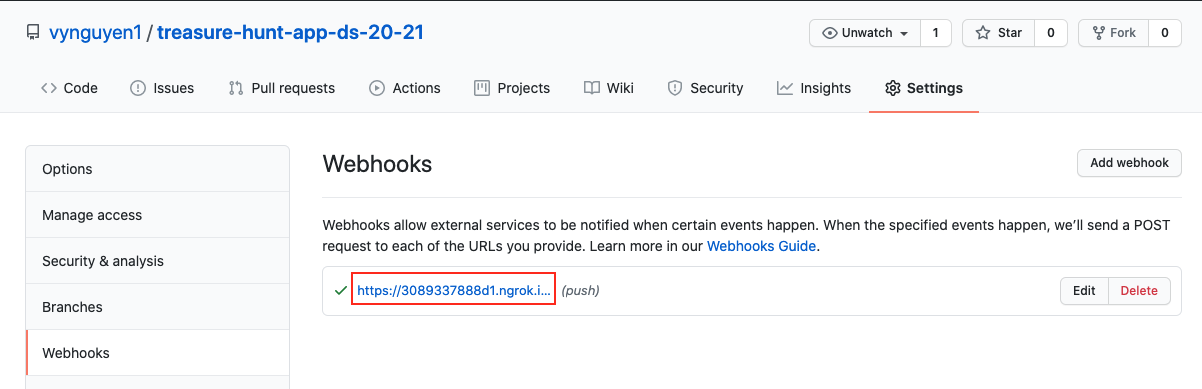 vynguyen1 / treasure-hunt-app-ds-20-21
Unwatch 1 Star 0 Fork 0
Code Issues Pull requests Actions Projects Wiki Security Insights Settings
Options
Manage access
Security & analysis
Branches
Webhooks
Webhooks
Add webhook
Webhooks allow external services to be notified when certain events happen. When the specified events happen, we’ll send a POST
request to each of the URLs you provide. Learn more in our Webhooks Guide.
https://3089337888d1.ngrok.i... (push)
Edit Delete